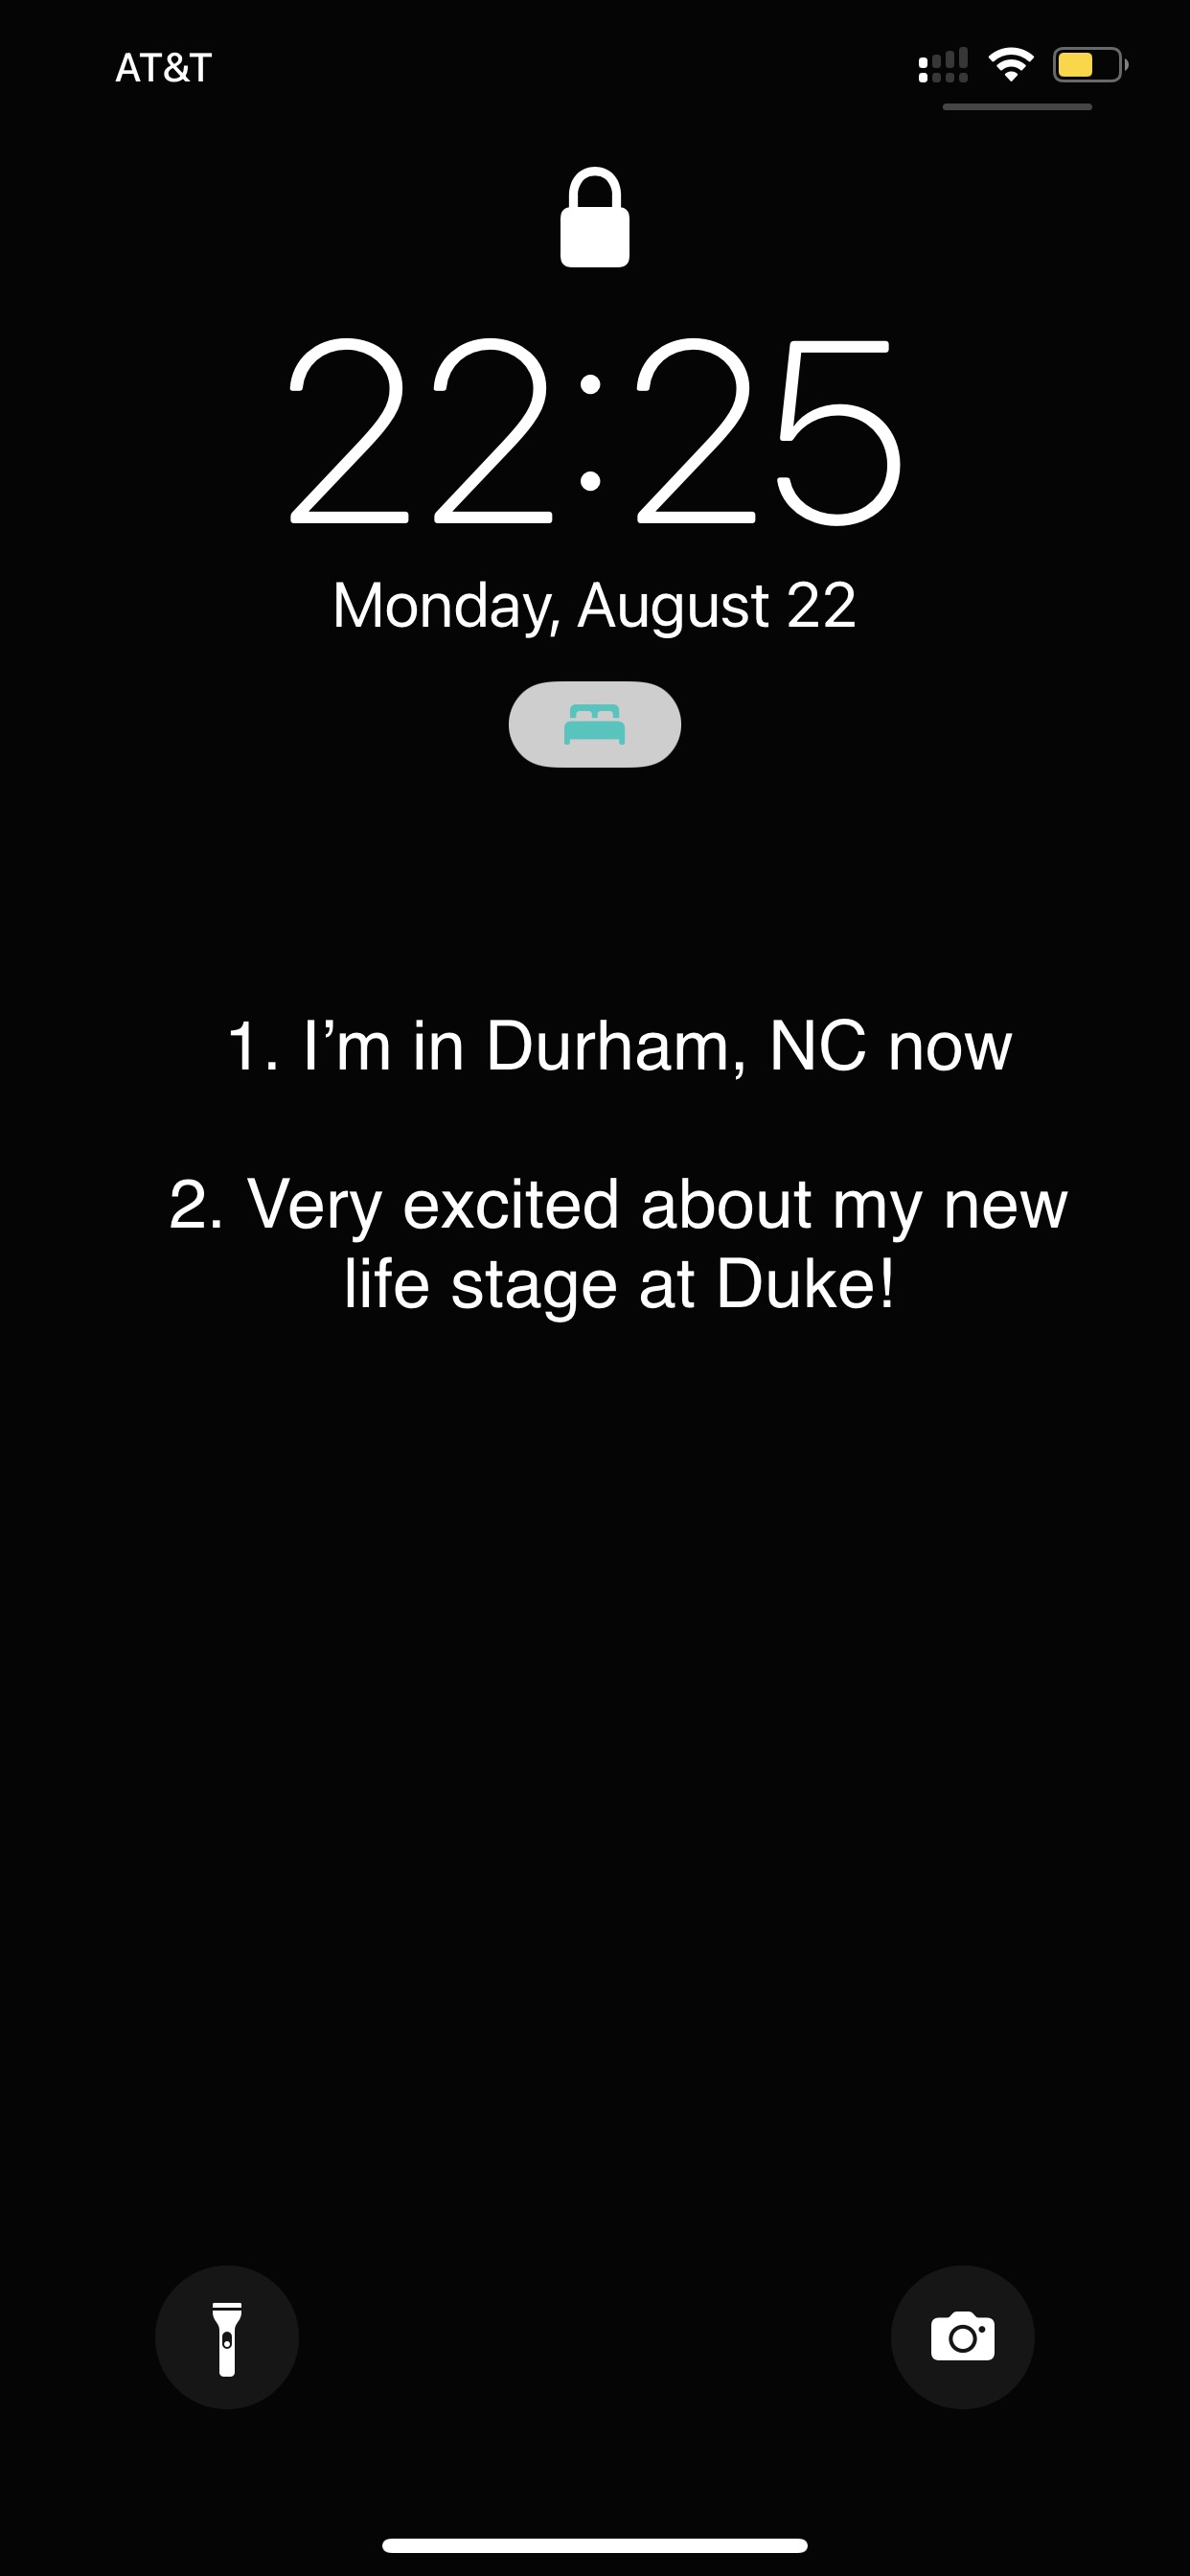 AT&T
22:25
Monday, August 22
1. I’m in Durham, NC now
2. Very excited about my new
life stage at Duke!